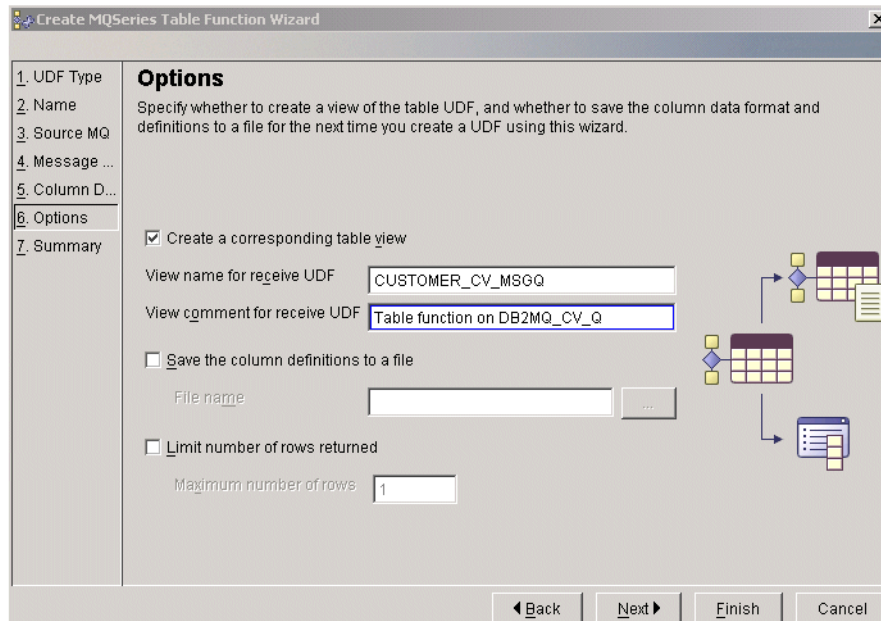 Create MQSeries Table Function Wizard
1. UDF Type
2. Name
3. Source MQ
4. Message ...
5. Column D...
6. Options
7. Summary
Options
Specify whether to create a view of the table UDF, and whether to save the column data format and
definitions to a file for the next time you create a UDF using this wizard.
Create a corresponding table view
View name for receive UDF
CUSTOMER_CV_MSGQ
View comment for receive UDF
Table function on DB2MQ_CV_Q
Save the column definitions to a file
File name
...
Limit number of rows returned
Maximum number of rows
1
Back
Next
Finish
Cancel